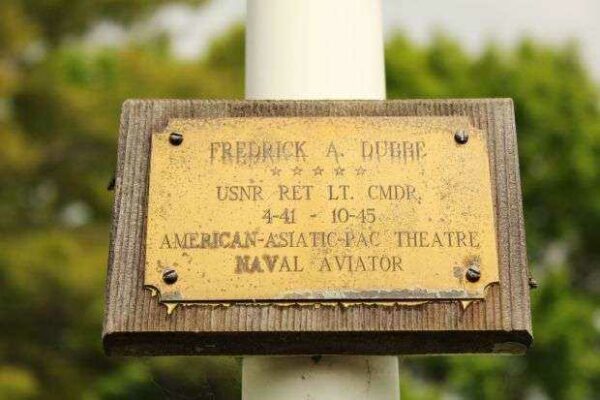 FREDRICK A. DUBBE
☆ ☆ ☆ ☆ ☆
USNR RET LT. CMDR.
4-41 - 10-45
AMERICAN-ASIATIC-PAC THEATRE
NAVAL AVIATOR